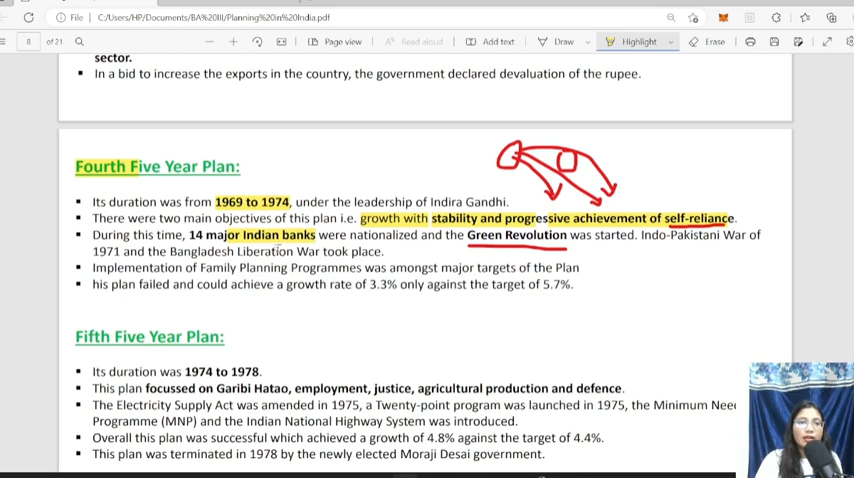 File
C:/Users/HP/Documents/BA%20III/Planning%20in%20India.pdf
8 of 21
Page view
Read aloud
Add text
Draw
Highlight
Erase
sector.
▪ In a bid to increase the exports in the country, the government declared devaluation of the rupee.
Fourth Five Year Plan:
▪ Its duration was from 1969 to 1974, under the leadership of Indira Gandhi.
▪ There were two main objectives of this plan i.e. growth with stability and progressive achievement of self-reliance.
▪ During this time, 14 major Indian banks were nationalized and the Green Revolution was started. Indo-Pakistani War of
1971 and the Bangladesh Liberation War took place.
▪ Implementation of Family Planning Programmes was amongst major targets of the Plan
▪ his plan failed and could achieve a growth rate of 3.3% only against the target of 5.7%.
Fifth Five Year Plan:
▪ Its duration was 1974 to 1978.
▪ This plan focussed on Garibi Hatao, employment, justice, agricultural production and defence.
▪ The Electricity Supply Act was amended in 1975, a Twenty-point program was launched in 1975, the Minimum Nee
Programme (MNP) and the Indian National Highway System was introduced.
▪ Overall this plan was successful which achieved a growth of 4.8% against the target of 4.4%.
▪ This plan was terminated in 1978 by the newly elected Moraji Desai government.